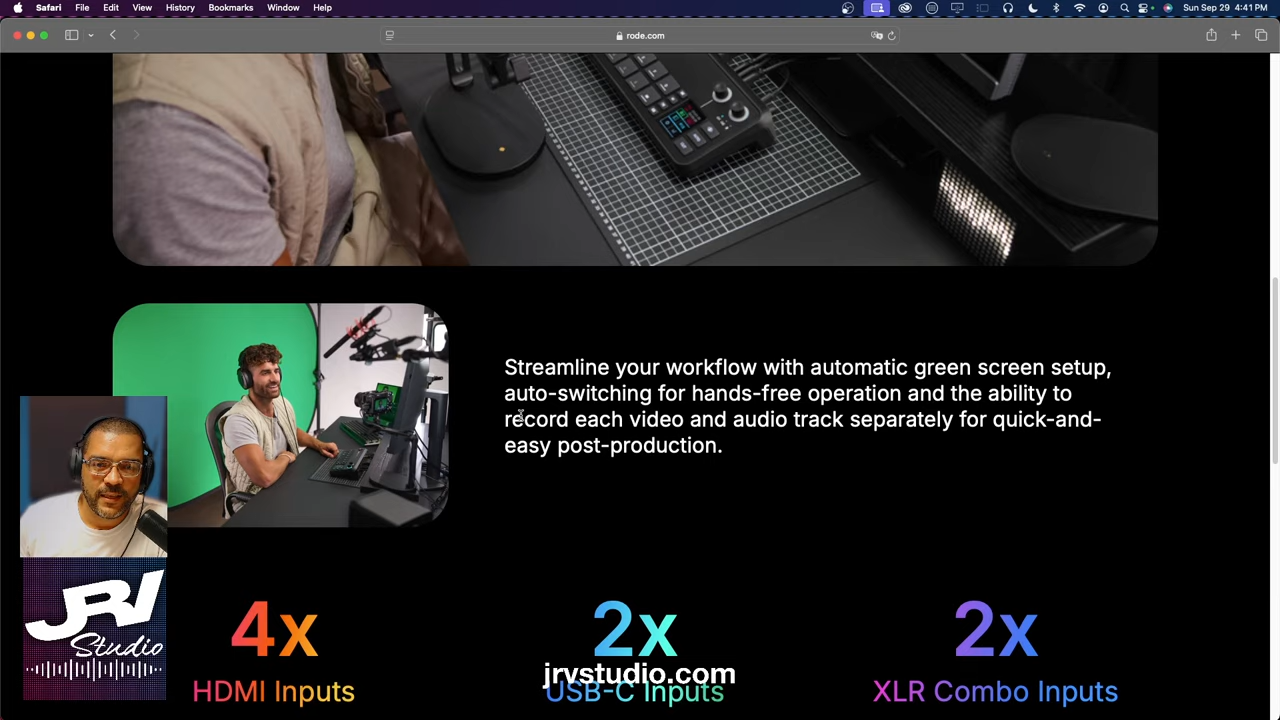 Safari File Edit View History Bookmarks Window Help Sun Sep 29 4:41 PM
rode.com
Streamline your workflow with automatic green screen setup,
auto-switching for hands-free operation and the ability to
record each video and audio track separately for quick-and-
easy post-production.
JRV
Studio
4x
HDMI Inputs
2x
USB-C Inputs
2x
XLR Combo Inputs
jrvstudio.com